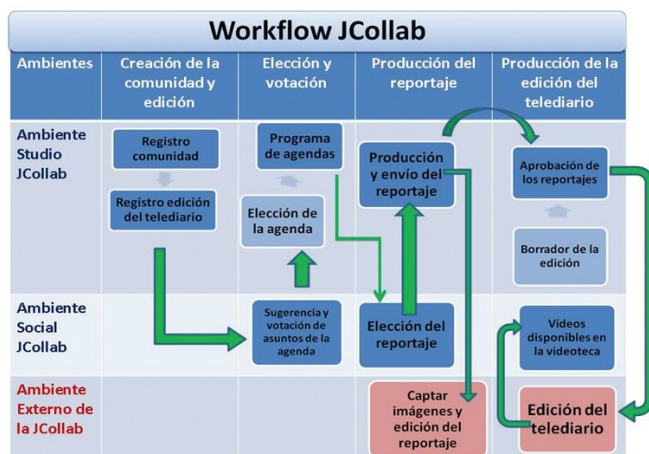 Workflow JCollab
Ambientes
Creación de la
comunidad y
edición
Elección y
votación
Producción del
reportaje
Producción de la
edición del
telediario
Ambiente
Studio
JCollab
Registro
comunidad
Registro edición
del telediario
Programa
de agendas
Elección de
la agenda
Producción
y envío del
reportaje
Aprobación de
los reportajes
Borrador de la
edición
Ambiente
Social
JCollab
Sugerencia y
votación de
asuntos de la
agenda
Elección del
reportaje
Vídeos
disponibles en
la videoteca
Ambiente
Externo de
la JCollab
Captar
imágenes y
edición del
reportaje
Edición del
telediario